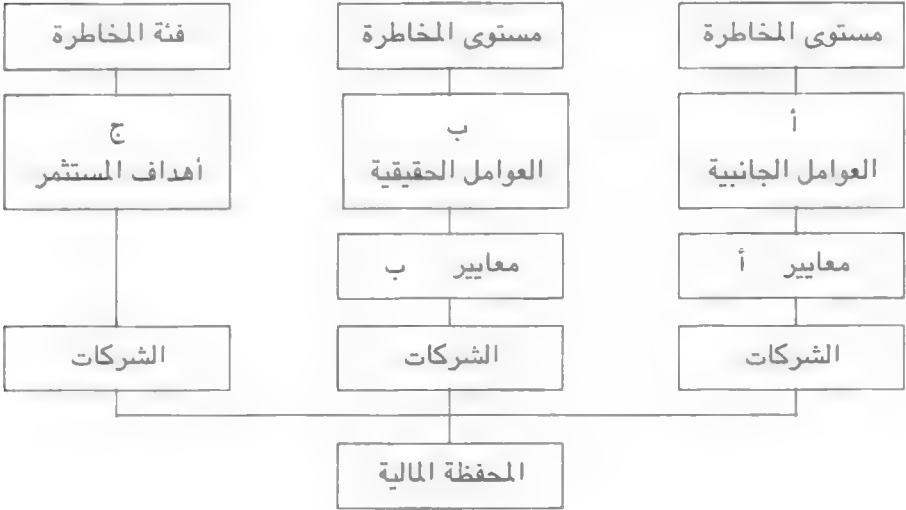 مستوى المخاطرة
مستوى المخاطرة
فئة المخاطرة
أ
العوامل الجانبية
ب
العوامل الحقيقية
ج
أهداف المستثمر
معايير أ
معايير ب
الشركات
الشركات
الشركات
المحفظة المالية